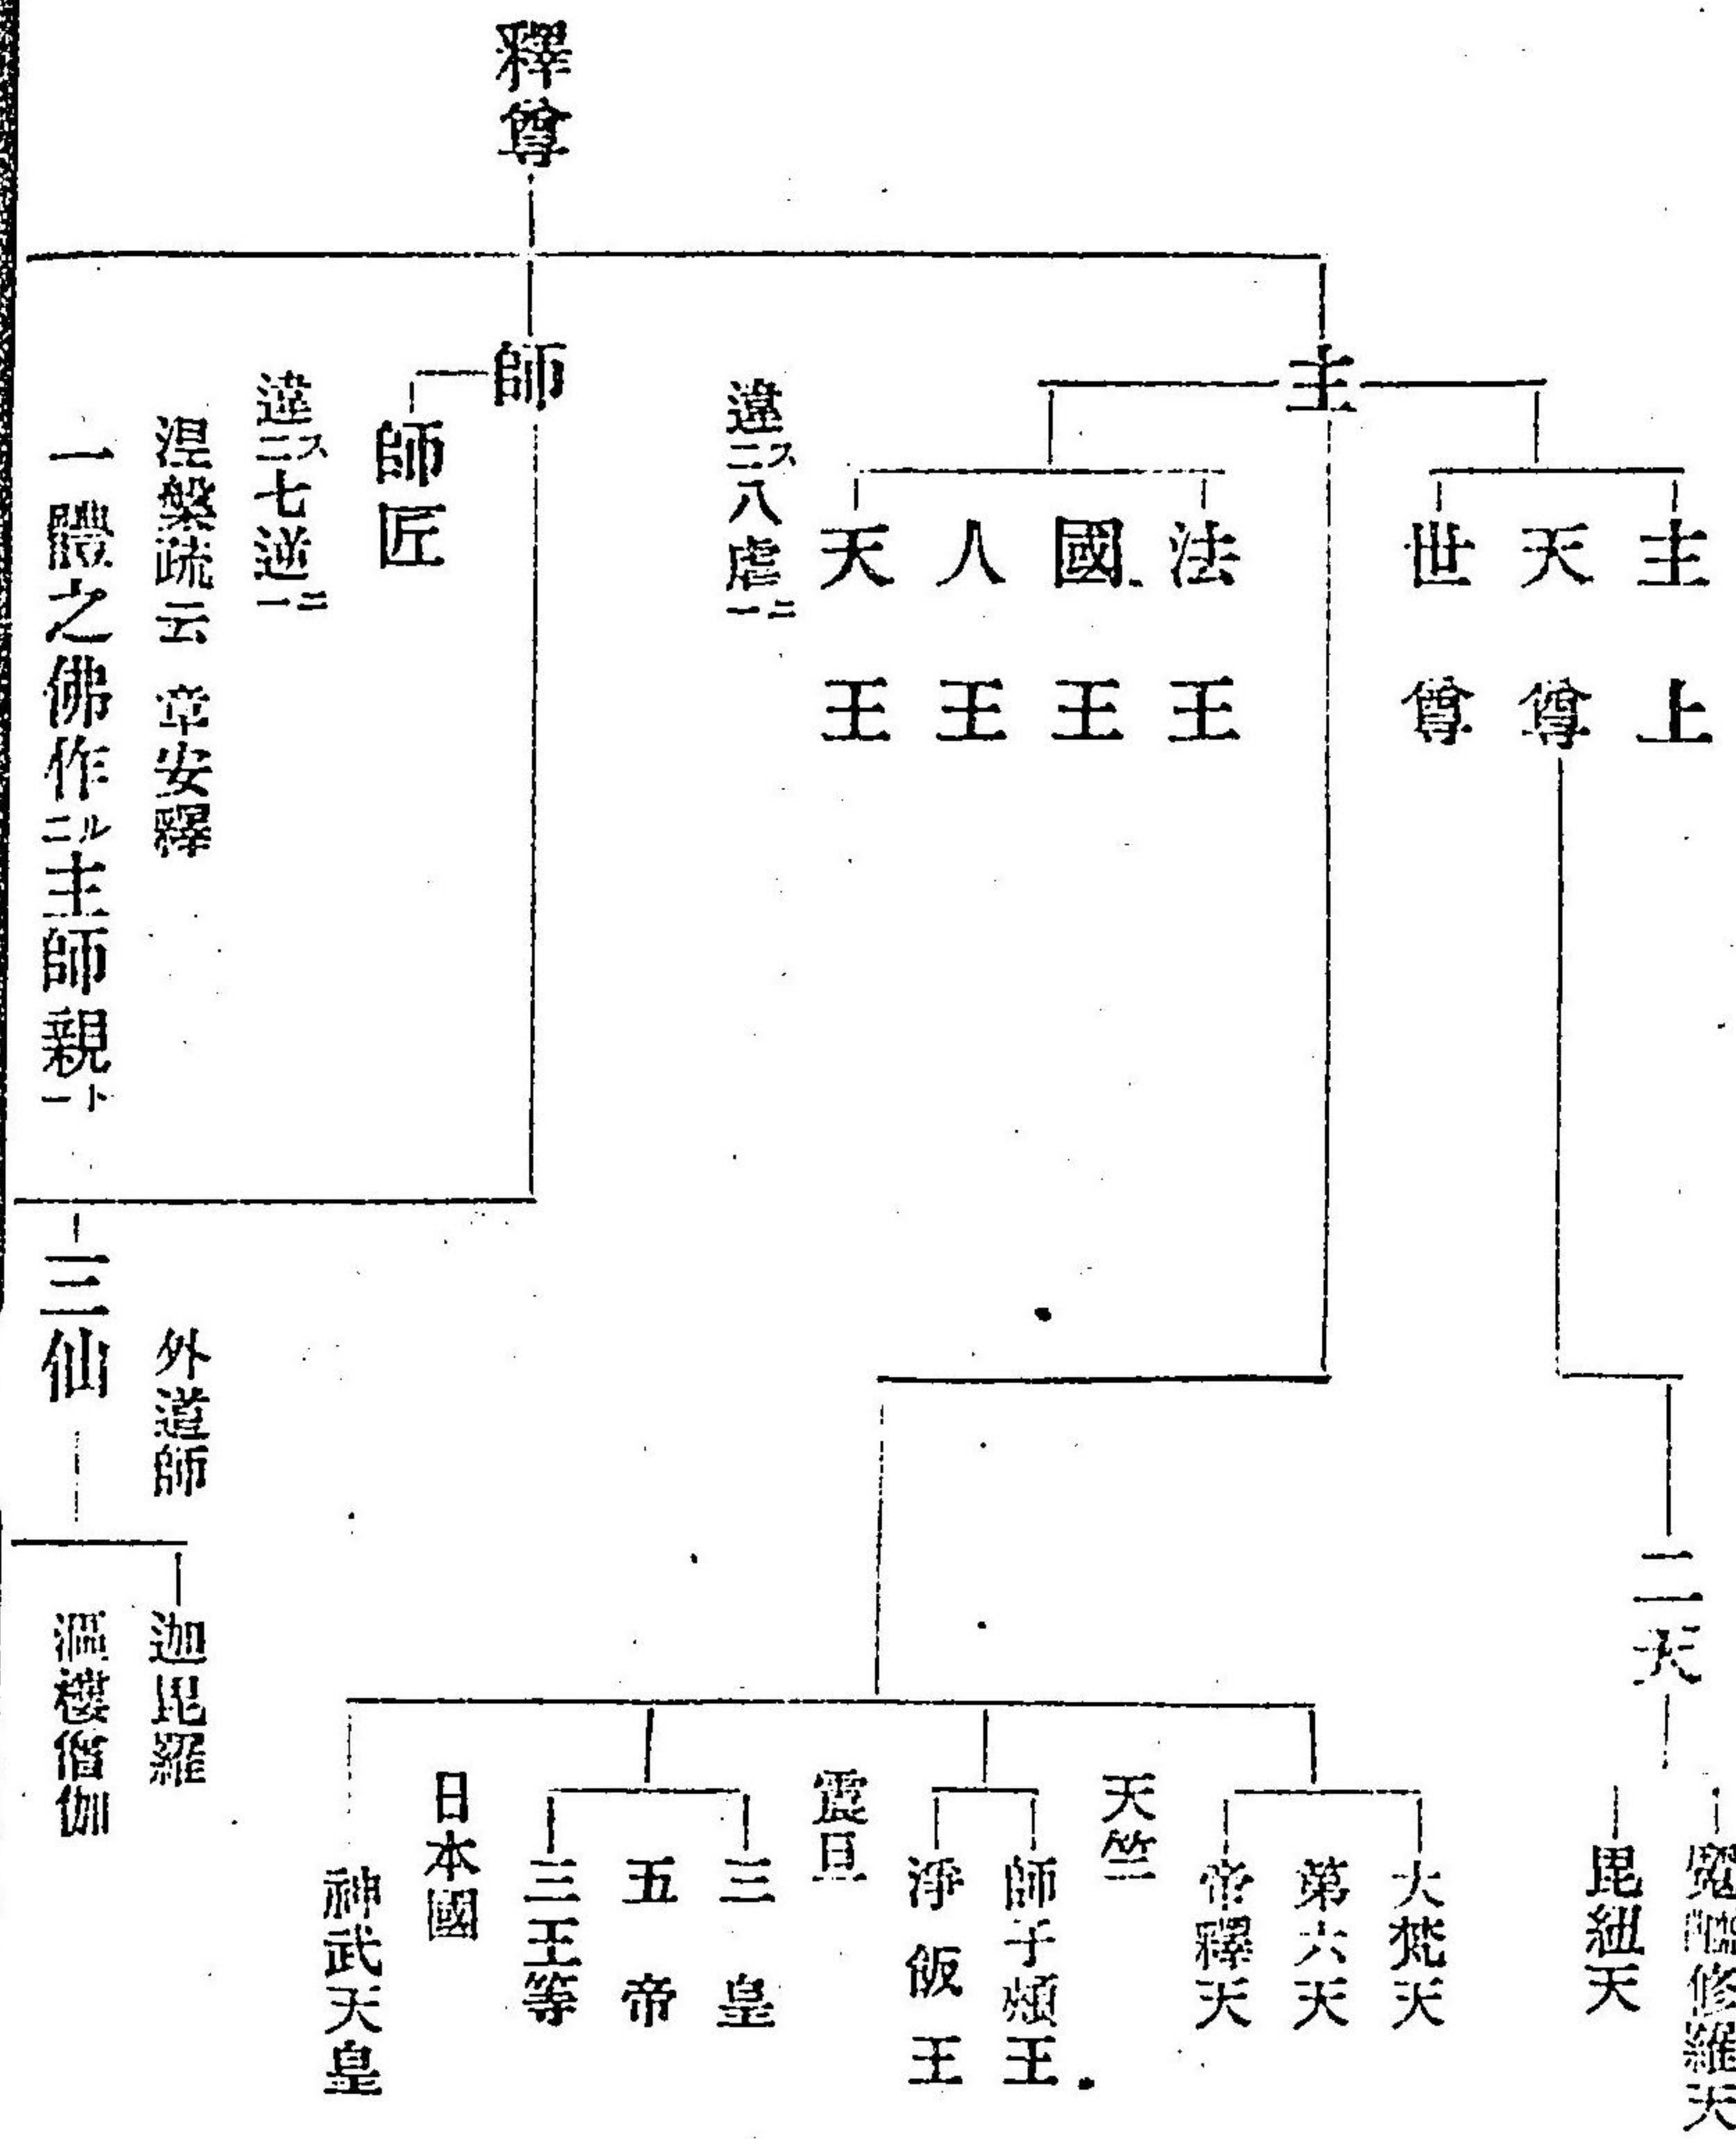 釋尊
主
主上
天尊
世尊
二天
摩醯修羅天
毘紐天
法王
國王
人王
天王
違二ス八虐一ニ
大梵天
第六天
帝釋天
天竺
師子頰王
淨飯王
震旦
三皇
五帝
三王等
日本國
神武天皇
師
師匠
違二ス七逆一ニ
涅槃疏云 章安釋
一體之佛作二ル主師親一ト
外道師
三仙
迦毘羅
漚樓僧伽